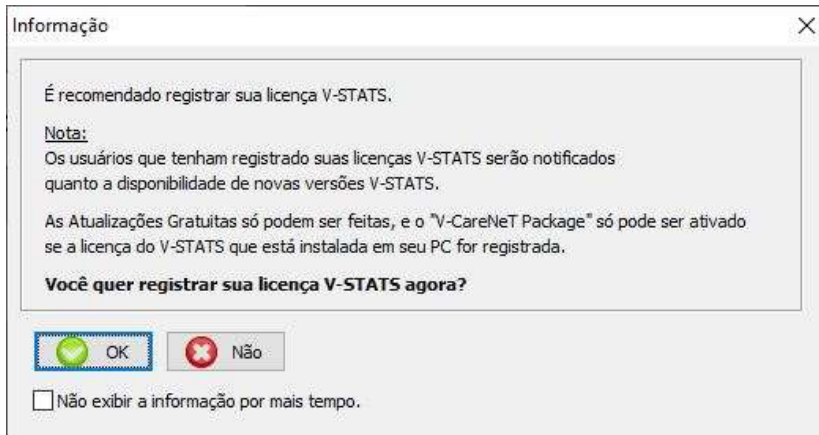 Informação
É recomendado registrar sua licença V-STATS.
Nota:
Os usuários que tenham registrado suas licenças V-STATS serão notificados
quanto a disponibilidade de novas versões V-STATS.
As Atualizações Gratuitas só podem ser feitas, e o "V-CareNeT Package" só pode ser ativado
se a licença do V-STATS que está instalada em seu PC for registrada.
Você quer registrar sua licença V-STATS agora?
OK Não
Não exibir a informação por mais tempo.